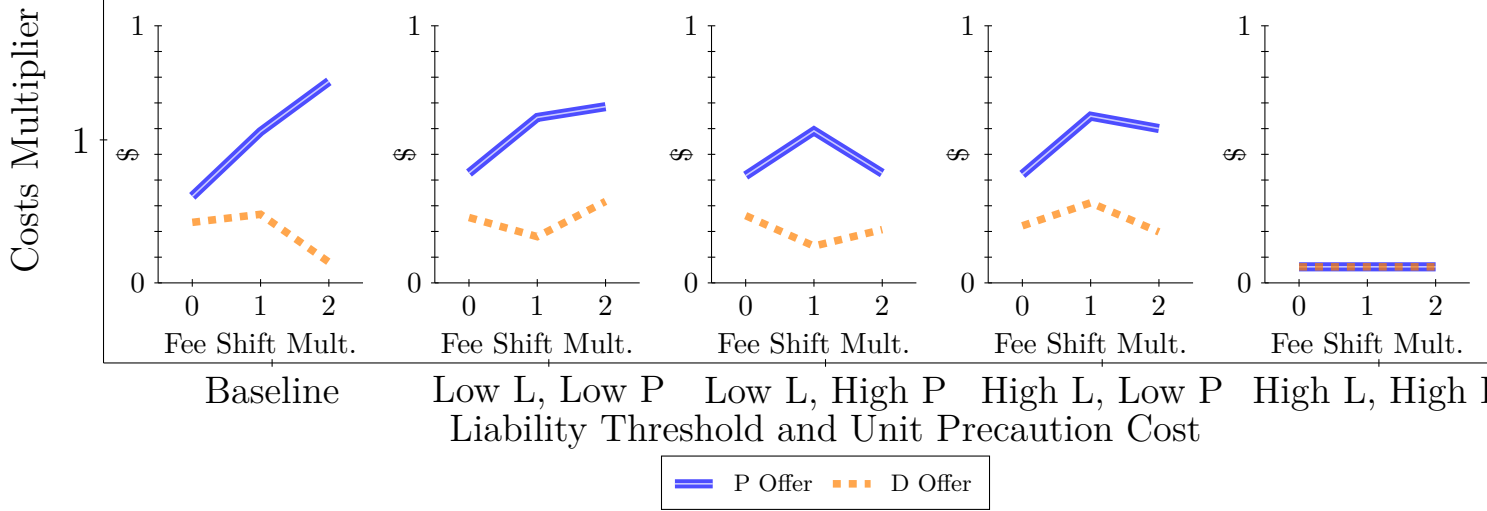 Costs Multiplier
1
1
$
0
0 1 2
Fee Shift Mult.
1
$
0
0 1 2
Fee Shift Mult.
1
$
0
0 1 2
Fee Shift Mult.
1
$
0
0 1 2
Fee Shift Mult.
1
$
0
0 1 2
Fee Shift Mult.
Baseline
Low L, Low P
Low L, High P
High L, Low P
High L, High P
Liability Threshold and Unit Precaution Cost
P Offer
D Offer